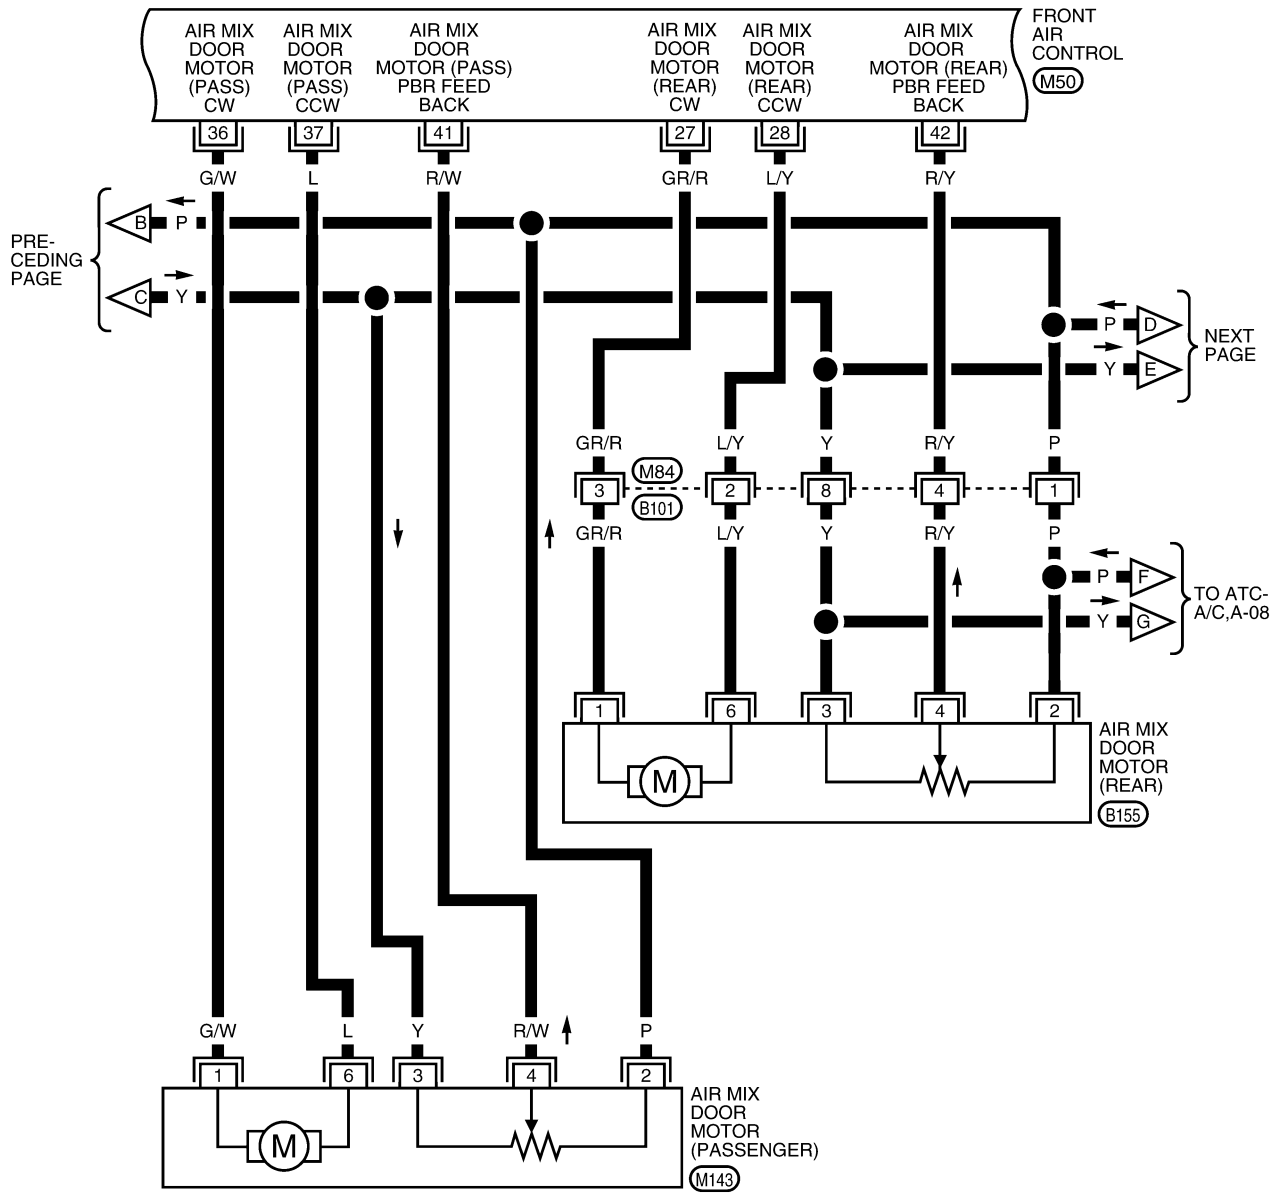 AIR MIX
DOOR
MOTOR
(PASS)
CW
AIR MIX
DOOR
MOTOR
(PASS)
CCW
AIR MIX
DOOR
MOTOR (PASS)
PBR FEED
BACK
AIR MIX
DOOR
MOTOR
(REAR)
CW
AIR MIX
DOOR
MOTOR
(REAR)
CCW
AIR MIX
DOOR
MOTOR (REAR)
PBR FEED
BACK
FRONT
AIR
CONTROL
M50
36 37 41 27 28 42
G/W L R/W GR/R L/Y R/Y
PRE-
CEDING
PAGE
B P
C Y
P D
Y E
NEXT
PAGE
GR/R L/Y Y R/Y P
M84
3 2 8 4 1
B101
GR/R L/Y Y R/Y P
P F
Y G
TO ATC-
A/C,A-08
1 6 3 4 2
M
AIR MIX
DOOR
MOTOR
(REAR)
B155
G/W L Y R/W P
1 6 3 4 2
M
AIR MIX
DOOR
MOTOR
(PASSENGER)
M143